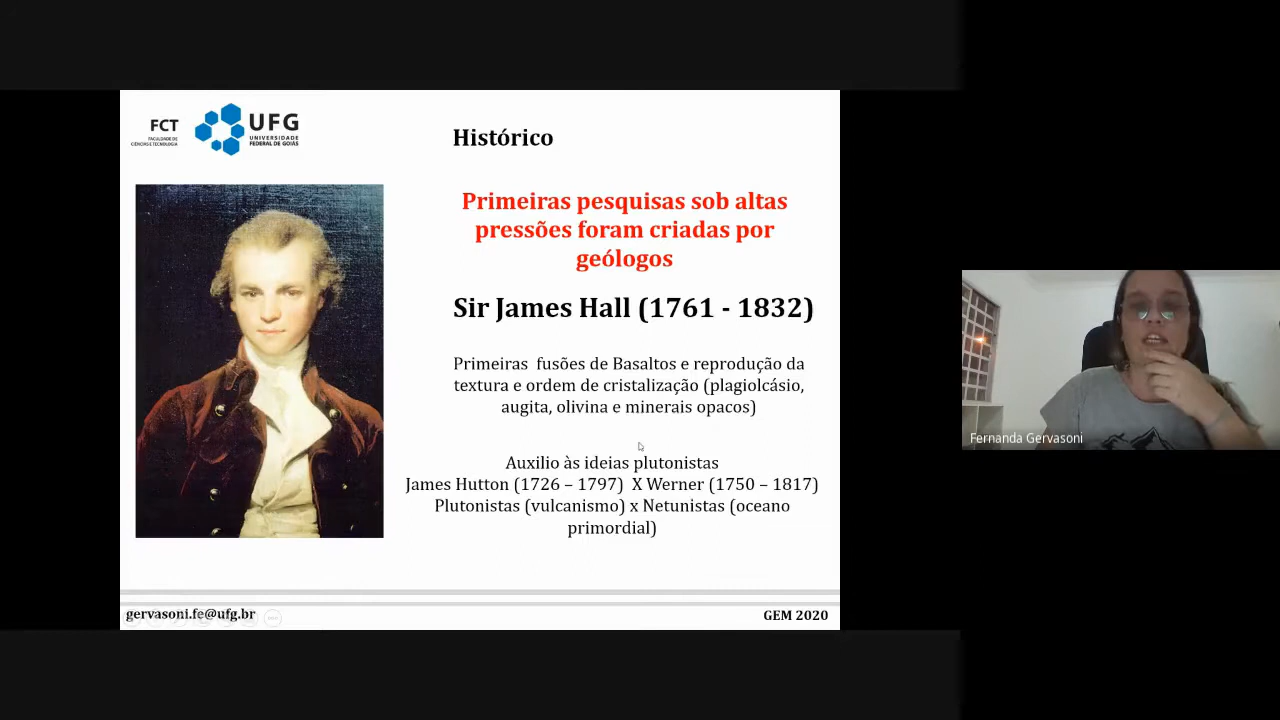 FCT
FACULDADE DE
CIÊNCIAS E TECNOLOGIA
UFG
UNIVERSIDADE
FEDERAL DE GOIÁS
Histórico
Primeiras pesquisas sob altas
pressões foram criadas por
geólogos
Sir James Hall (1761 - 1832)
Primeiras fusões de Basaltos e reprodução da
textura e ordem de cristalização (plagiolcásio,
augita, olivina e minerais opacos)
Auxilio às ideias plutonistas
James Hutton (1726 – 1797) X Werner (1750 – 1817)
Plutonistas (vulcanismo) x Netunistas (oceano
primordial)
gervasoni.fe@ufg.br
GEM 2020
Fernanda Gervasoni